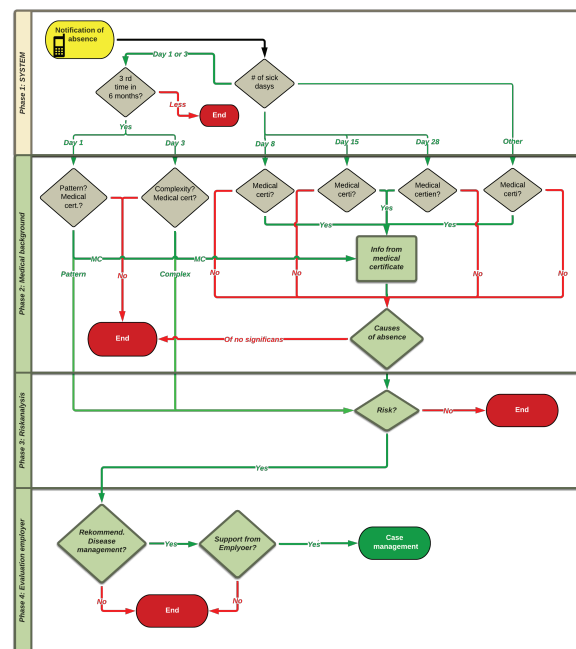 Phase 1: SYSTEM
Notification of
absence
Day 1 or 3
3 rd
time in
6 months?
# of sick
dasys
Less
End
Yes
Day 1
Day 3
Day 8
Day 15
Day 28
Other
Phase 2: Medical background
Pattern?
Medical
cert.?
Complexity?
Medical cert?
Medical
certi?
Medical
certi?
Medical
certien?
Medical
certi?
Yes
Yes
Yes
MC
MC
Info from
medical
certificate
Pattern
No
Complex
No
No
No
No
End
Of no significans
Causes
of absence
Phase 3: Riskanalysis
Risk?
No
End
Yes
Phase 4: Evaluation employer
Rekommend.
Disease
management?
Yes
Support from
Emplyoer?
Yes
Case
management
No
End
No